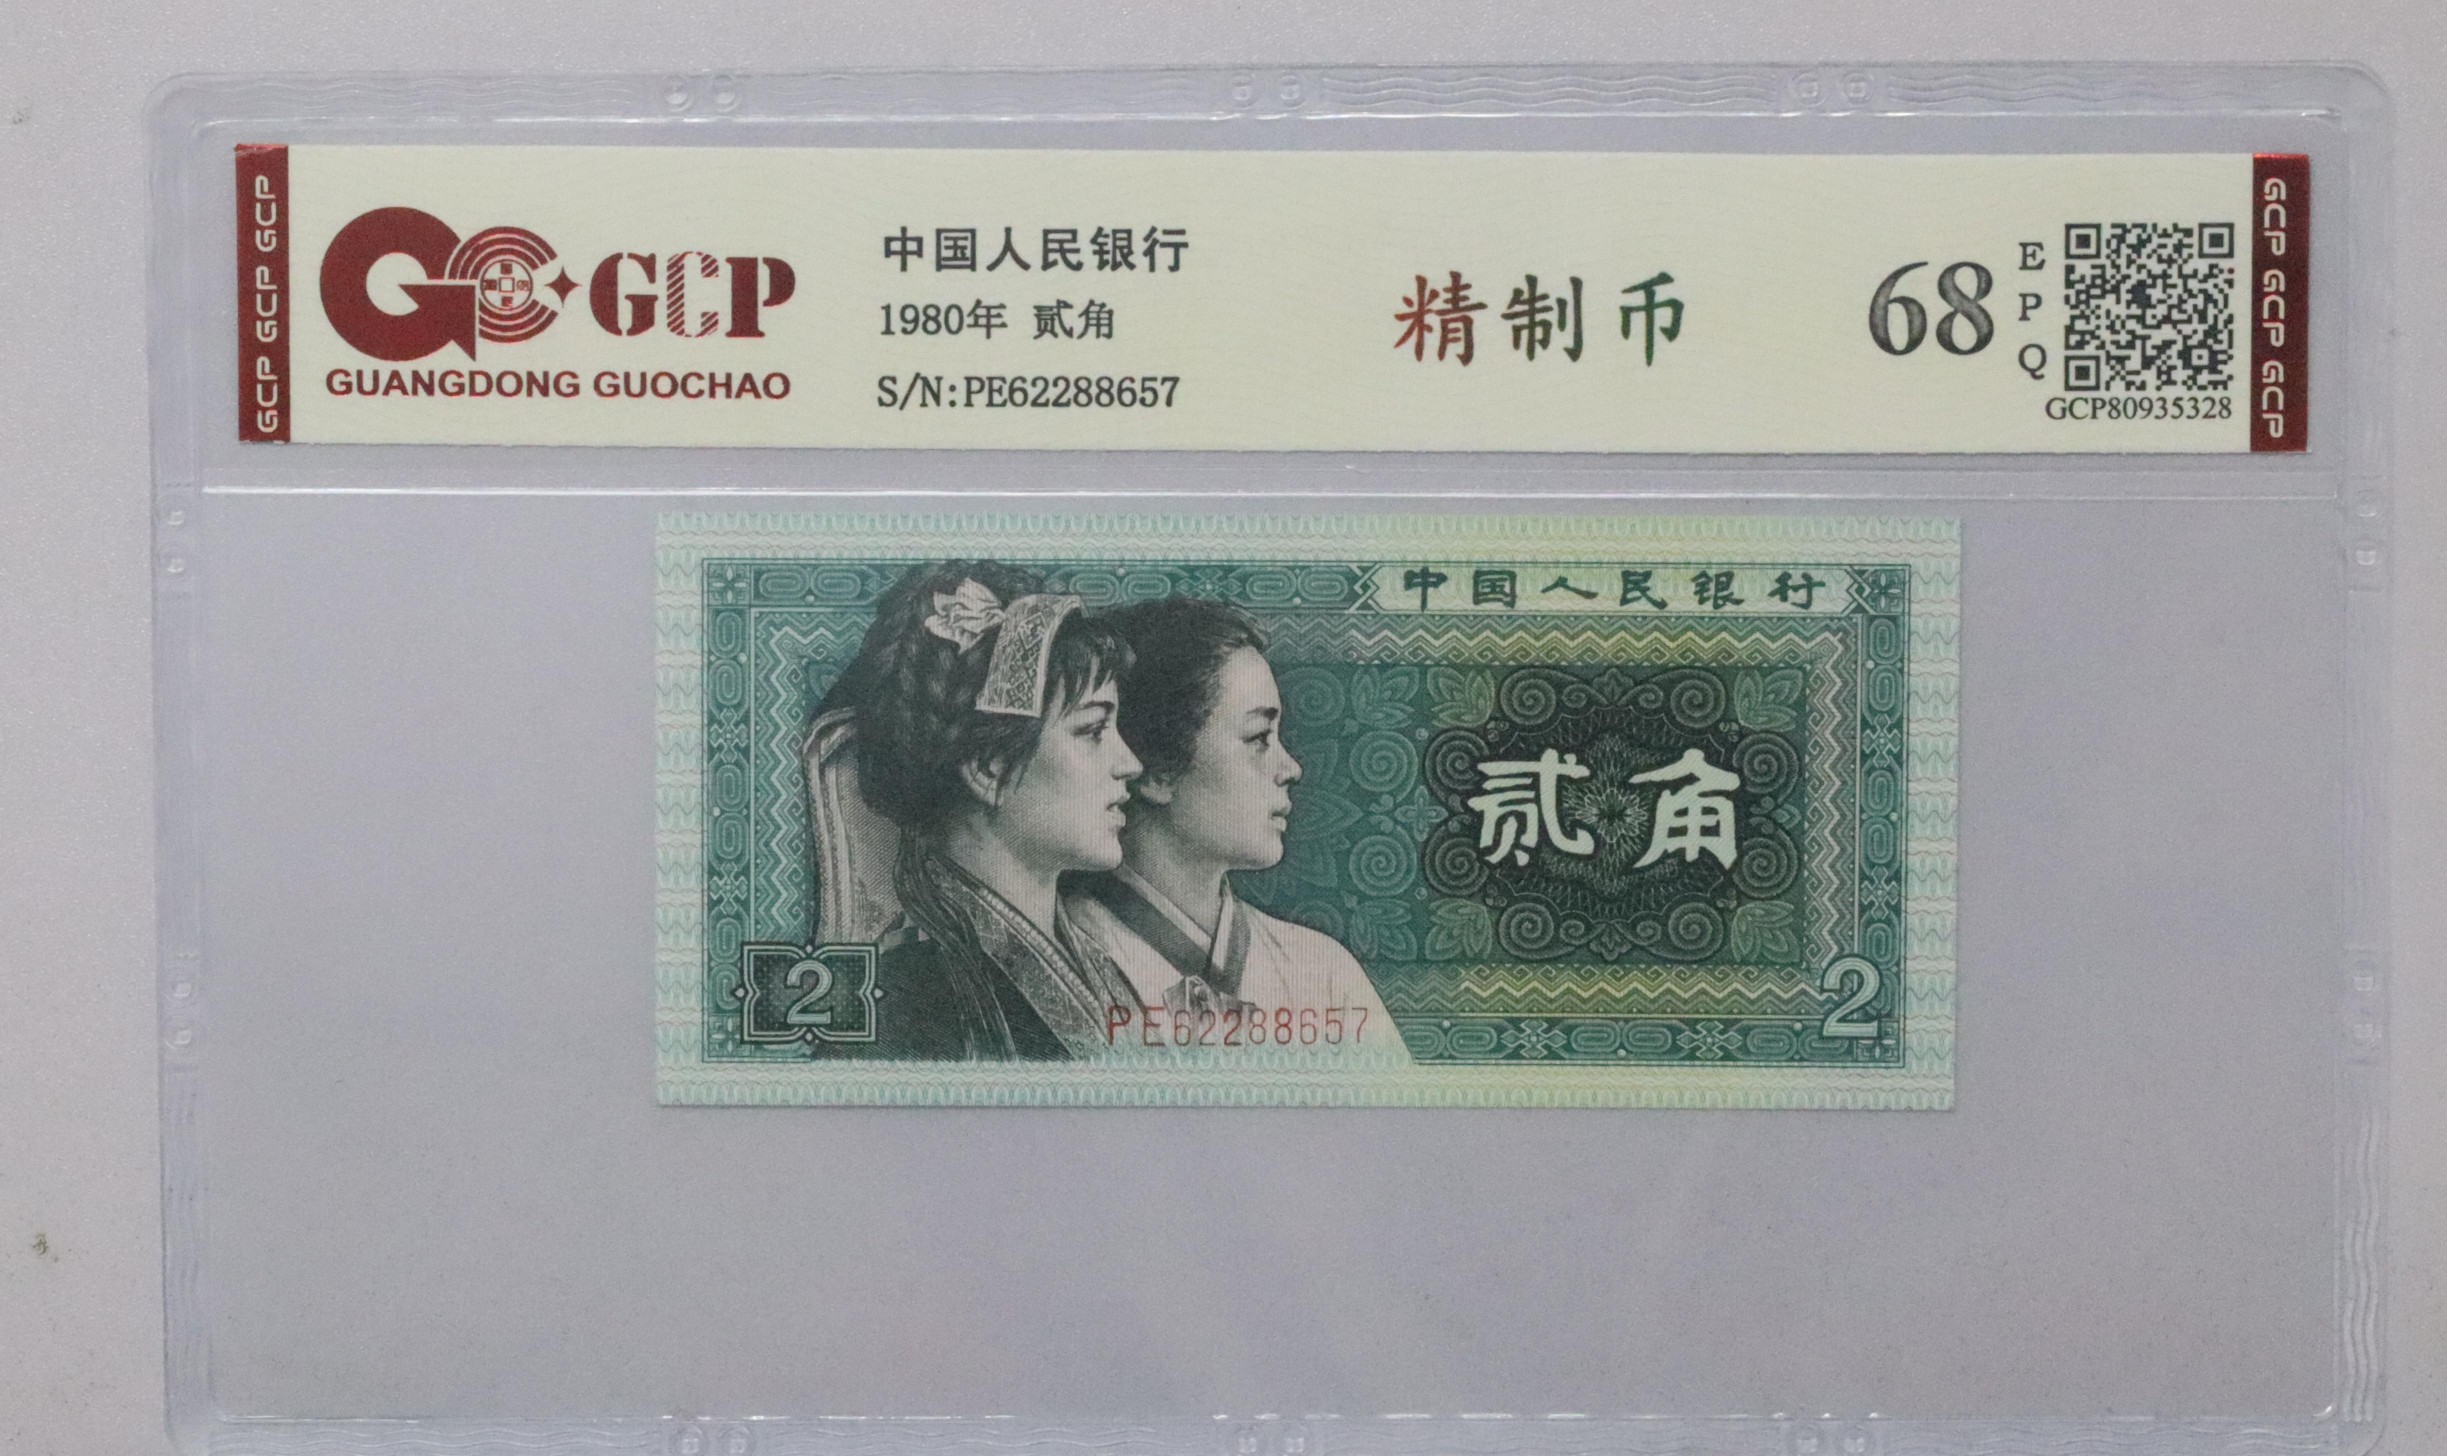 GCP GCP GCP
GCP
GUANGDONG GUOCHAO
中国人民银行
1980年 贰角
S/N:PE62288657
精制币
68
EPQ
GCP80935328
GCP GCP GCP
中国人民银行
贰角
2
PE62288657
2